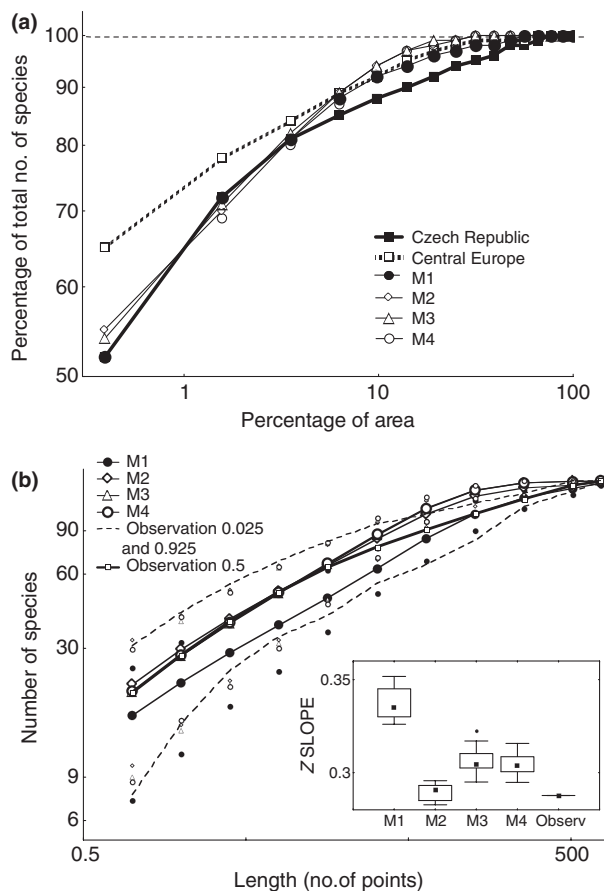 (a)
100
90
80
70
60
50
Percentage of total no. of species
Czech Republic
Central Europe
M1
M2
M3
M4
1
10
100
Percentage of area
(b)
M1
M2
M3
M4
Observation 0.025
and 0.925
Observation 0.5
90
60
30
9
6
Number of species
0.35
0.3
Z SLOPE
M1 M2 M3 M4 Observ
0.5
500
Length (no.of points)